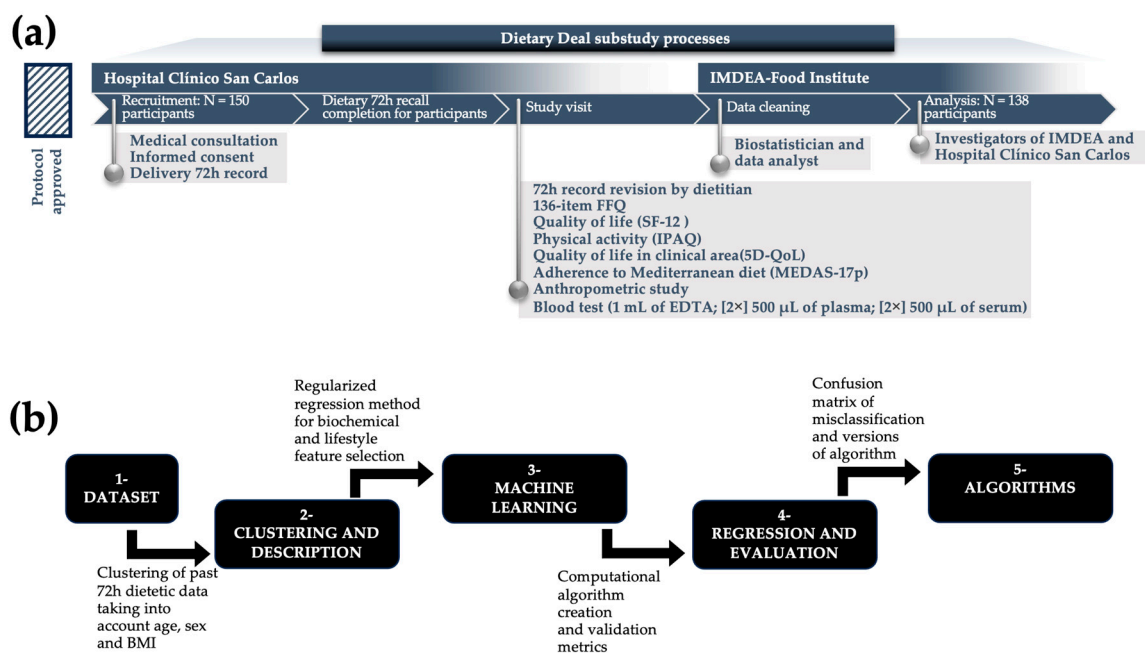 (a)
Dietary Deal substudy processes
Hospital Clínico San Carlos
IMDEA-Food Institute
Protocol
approved
Recruitment: N = 150
participants
Dietary 72h recall
completion for participants
Study visit
Data cleaning
Analysis: N = 138
participants
Medical consultation
Informed consent
Delivery 72h record
Biostatistician and
data analyst
Investigators of IMDEA and
Hospital Clínico San Carlos
72h record revision by dietitian
136-item FFQ
Quality of life (SF-12 )
Physical activity (IPAQ)
Quality of life in clinical area(5D-QoL)
Adherence to Mediterranean diet (MEDAS-17p)
Anthropometric study
Blood test (1 mL of EDTA; [2×] 500 μL of plasma; [2×] 500 μL of serum)
(b)
1-
DATASET
Clustering of past
72h dietetic data
taking into
account age, sex
and BMI
2-
CLUSTERING AND
DESCRIPTION
Regularized
regression method
for biochemical
and lifestyle
feature selection
3-
MACHINE
LEARNING
Computational
algorithm
creation
and validation
metrics
4-
REGRESSION AND
EVALUATION
Confusion
matrix of
misclassification
and versions
of algorithm
5-
ALGORITHMS